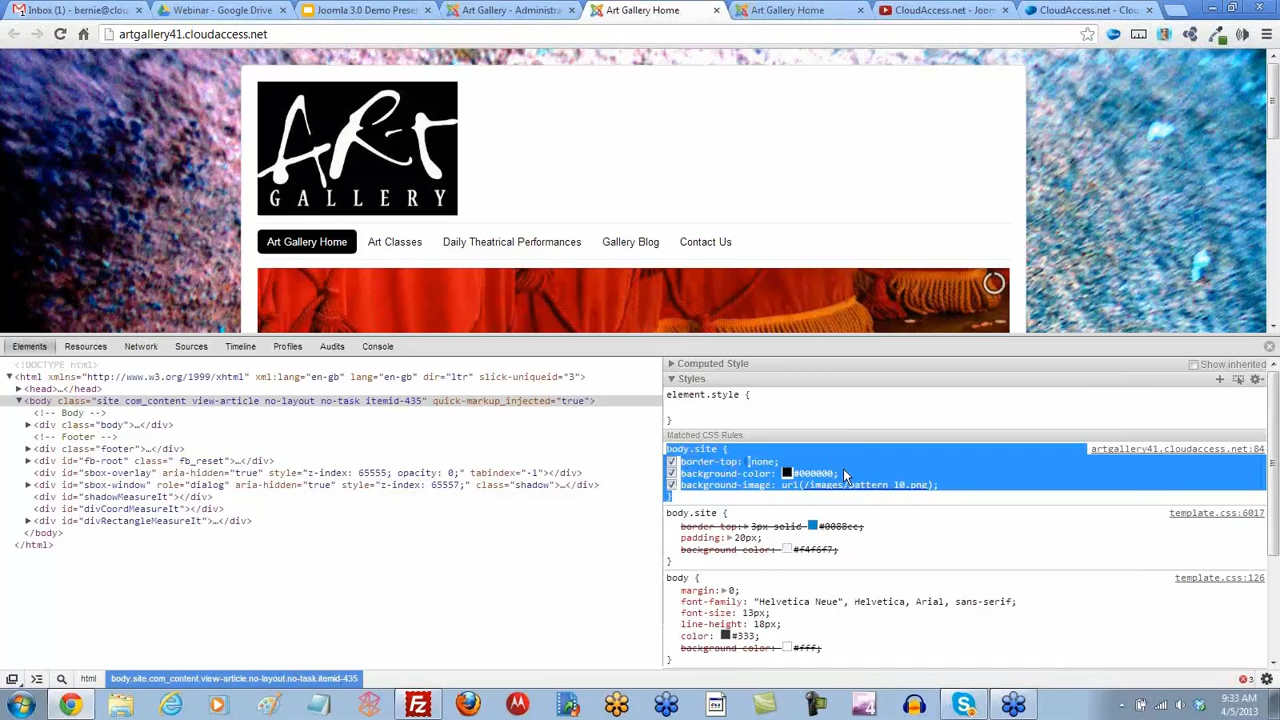 Inbox (1) - bernie@clou
Webinar - Google Drive
Joomla 3.0 Demo Prese
Art Gallery - Administra
Art Gallery Home
Art Gallery Home
CloudAccess.net - Joom
CloudAccess.net - Clou
artgallery41.cloudaccess.net
ART
GALLERY
Art Gallery Home
Art Classes
Daily Theatrical Performances
Gallery Blog
Contact Us
Elements
Resources
Network
Sources
Timeline
Profiles
Audits
Console
<!DOCTYPE html>
<html xmlns="http://www.w3.org/1999/xhtml" xml:lang="en-gb" dir="ltr" slick-uniqueid="3">
<head>…</head>
<body class="site com_content view-article no-layout no-task itemid-435" quick-markup_injected="true">
<!-- Body -->
<div class="body">…</div>
<!-- Footer -->
<div class="footer">…</div>
<div id="fb-root" class=" fb_reset">…</div>
<div id="sbox-overlay" aria-hidden="true" style="z-index: 65555; opacity: 0;" tabindex="-1"></div>
<div id="sbox-window" role="dialog" aria-hidden="true" style="z-index: 65557;" class="shadow">…</div>
<div id="shadowMeasureIt"></div>
<div id="divCoordMeasureIt"></div>
<div id="divRectangleMeasureIt">…</div>
</body>
</html>
Computed Style
Show inherited
Styles
element.style {
}
Matched CSS Rules
body.site {
artgallery41.cloudaccess.net:84
border-top: none;
background-color: #000000;
background-image: url(/images/pattern_10.png);
}
body.site {
template.css:6017
border-top: 3px solid #0088cc;
padding: 20px;
background-color: #f4f6f7;
}
body {
template.css:126
margin: 0;
font-family: "Helvetica Neue", Helvetica, Arial, sans-serif;
font-size: 13px;
line-height: 18px;
color: #333;
background-color: #fff;
}
html
body.site.com_content.view-article.no-layout.no-task.itemid-435
3
9:33 AM
4/5/2013